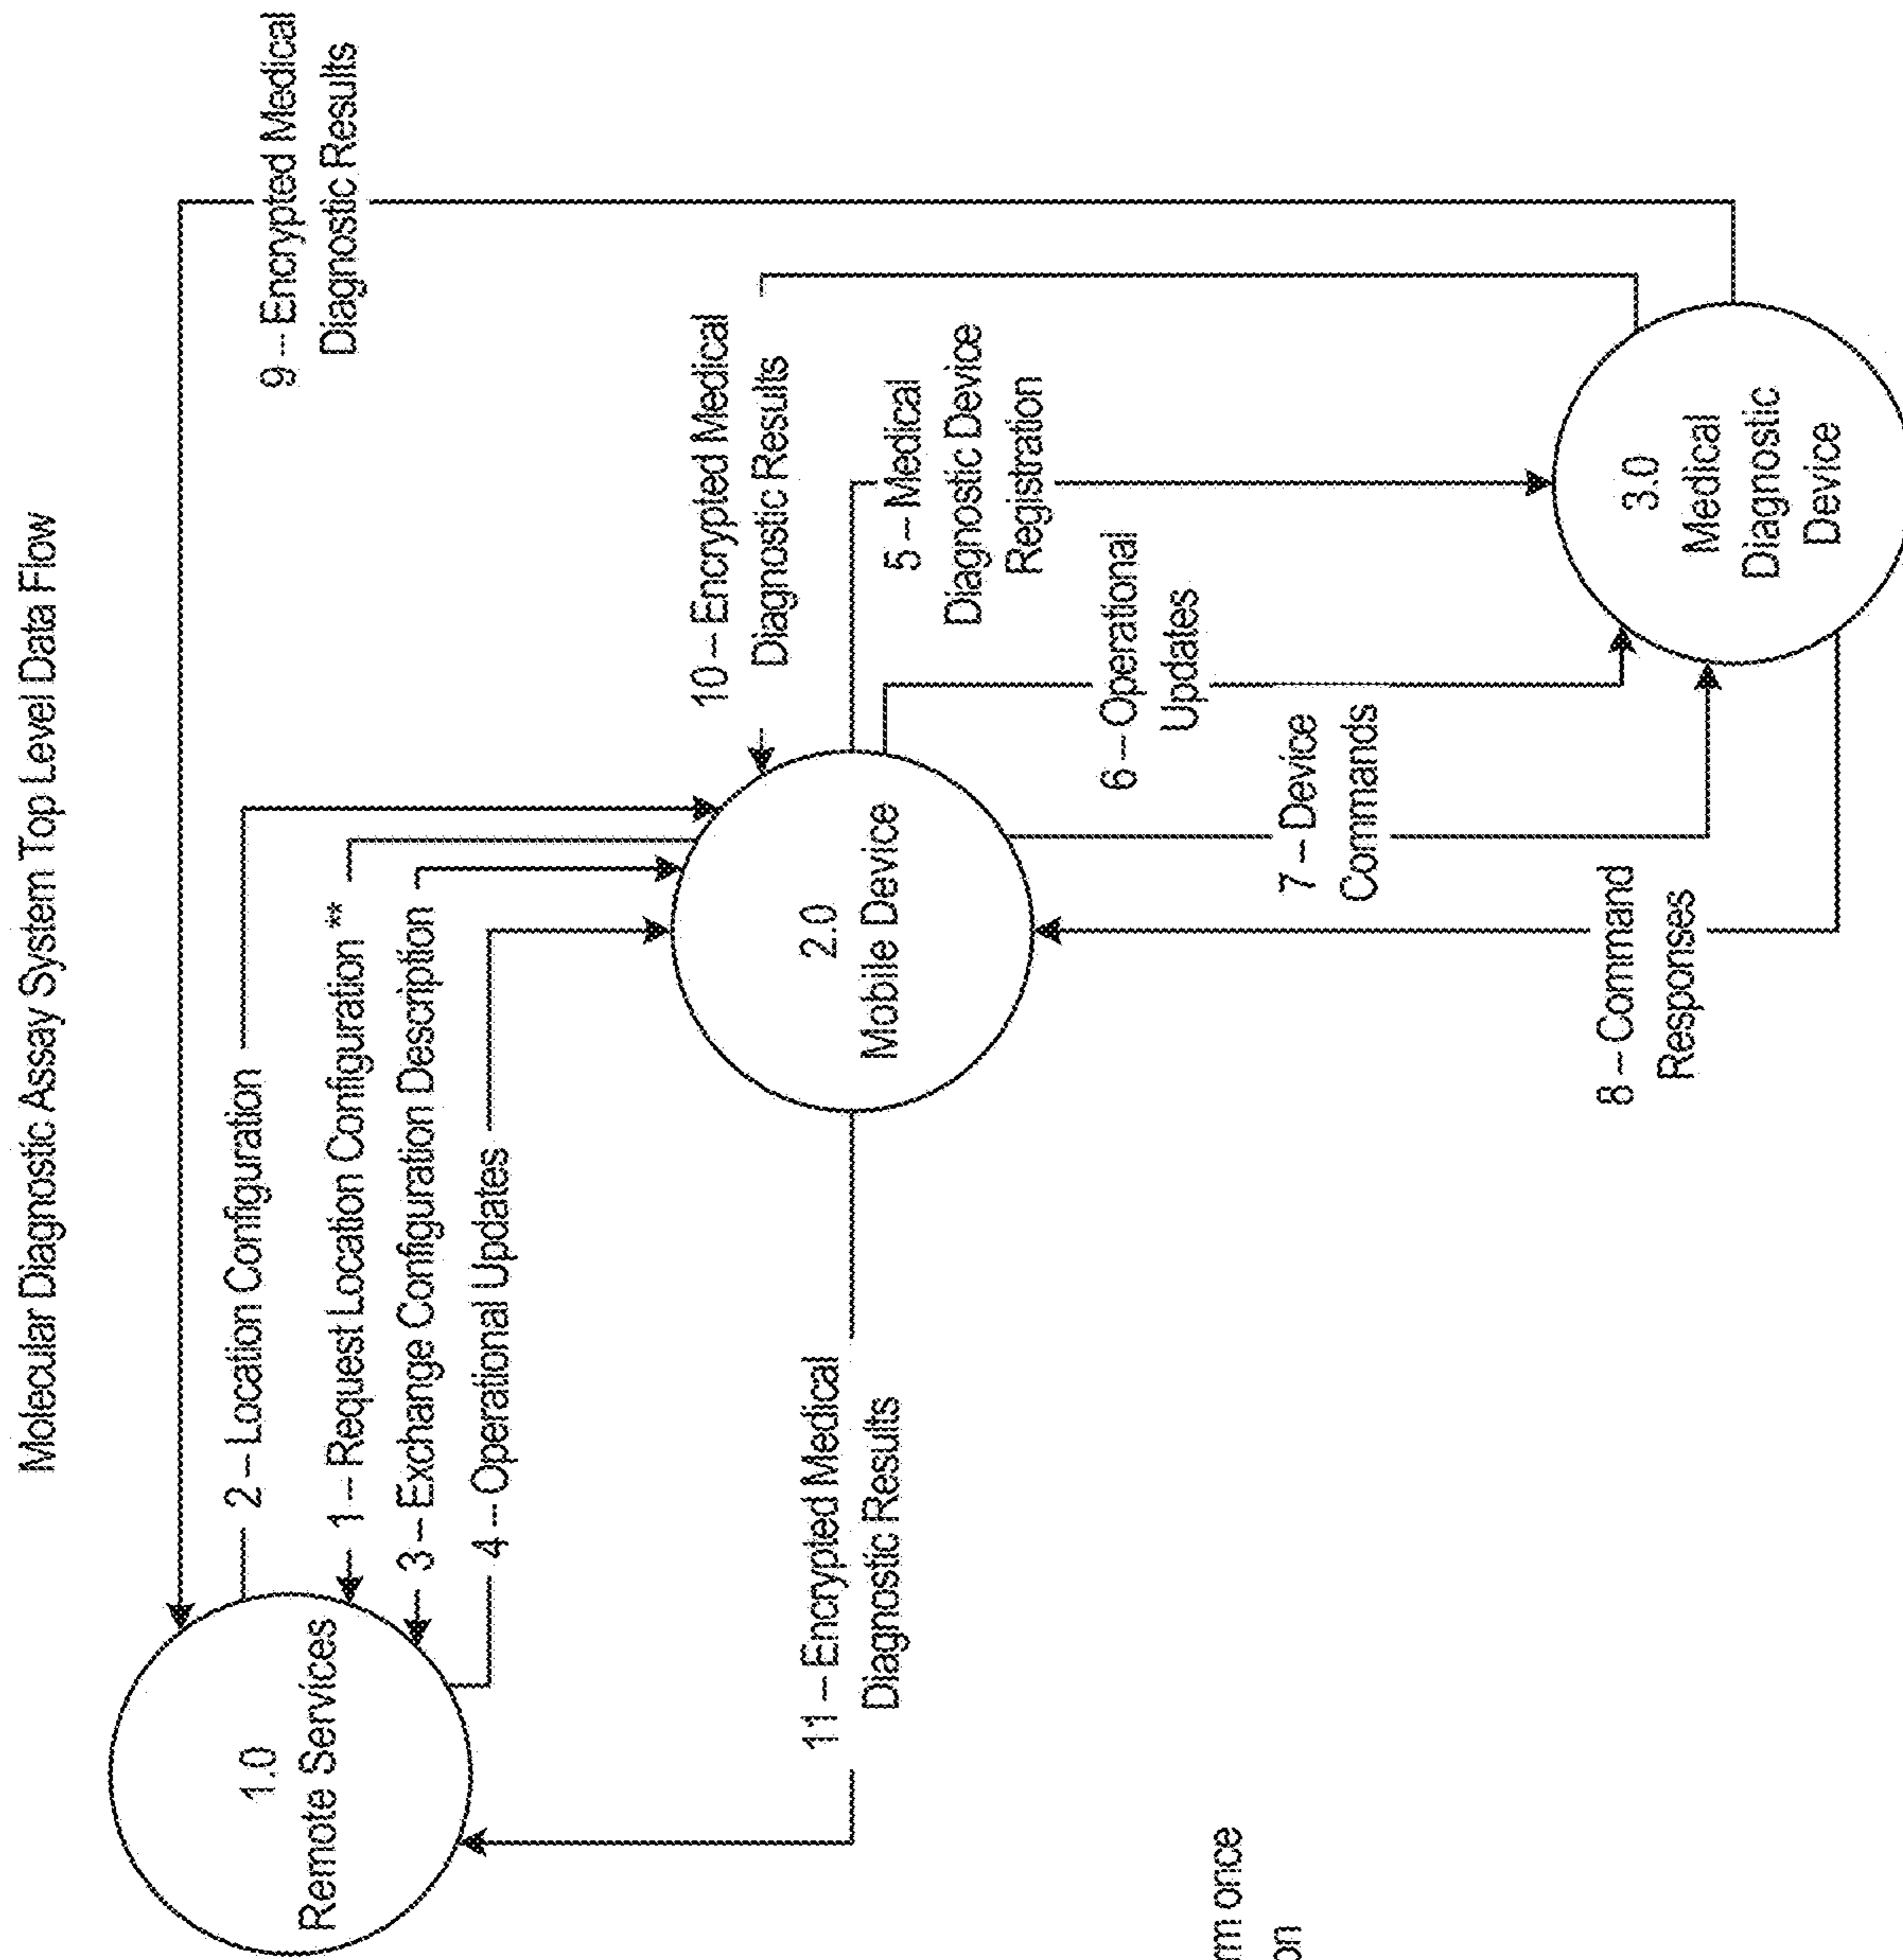 Molecular Diagnostic Assay System Top Level Data Flow
9 -- Encrypted Medical
Diagnostic Results
2 -- Location Configuration
1 -- Request Location Configuration **
3 -- Exchange Configuration Description
4 -- Operational Updates
1.0
Remote Services
10 -- Encrypted Medical
Diagnostic Results
5 -- Medical
Diagnostic Device
Registration
6 -- Operational
Updates
7 -- Device
Commands
2.0
Mobile Device
11 -- Encrypted Medical
Diagnostic Results
8 -- Command
Responses
3.0
Medical
Diagnostic
Device
once